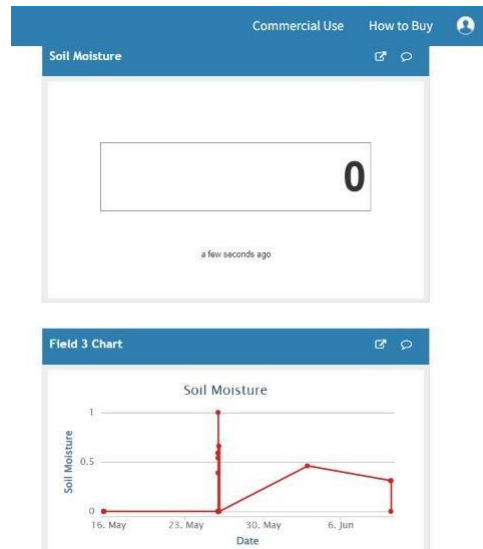 Commercial Use How to Buy
Soil Moisture
0
a few seconds ago
Field 3 Chart
Soil Moisture
1
0.5
0
Soil Moisture
16. May 23. May 30. May 6. Jun
Date